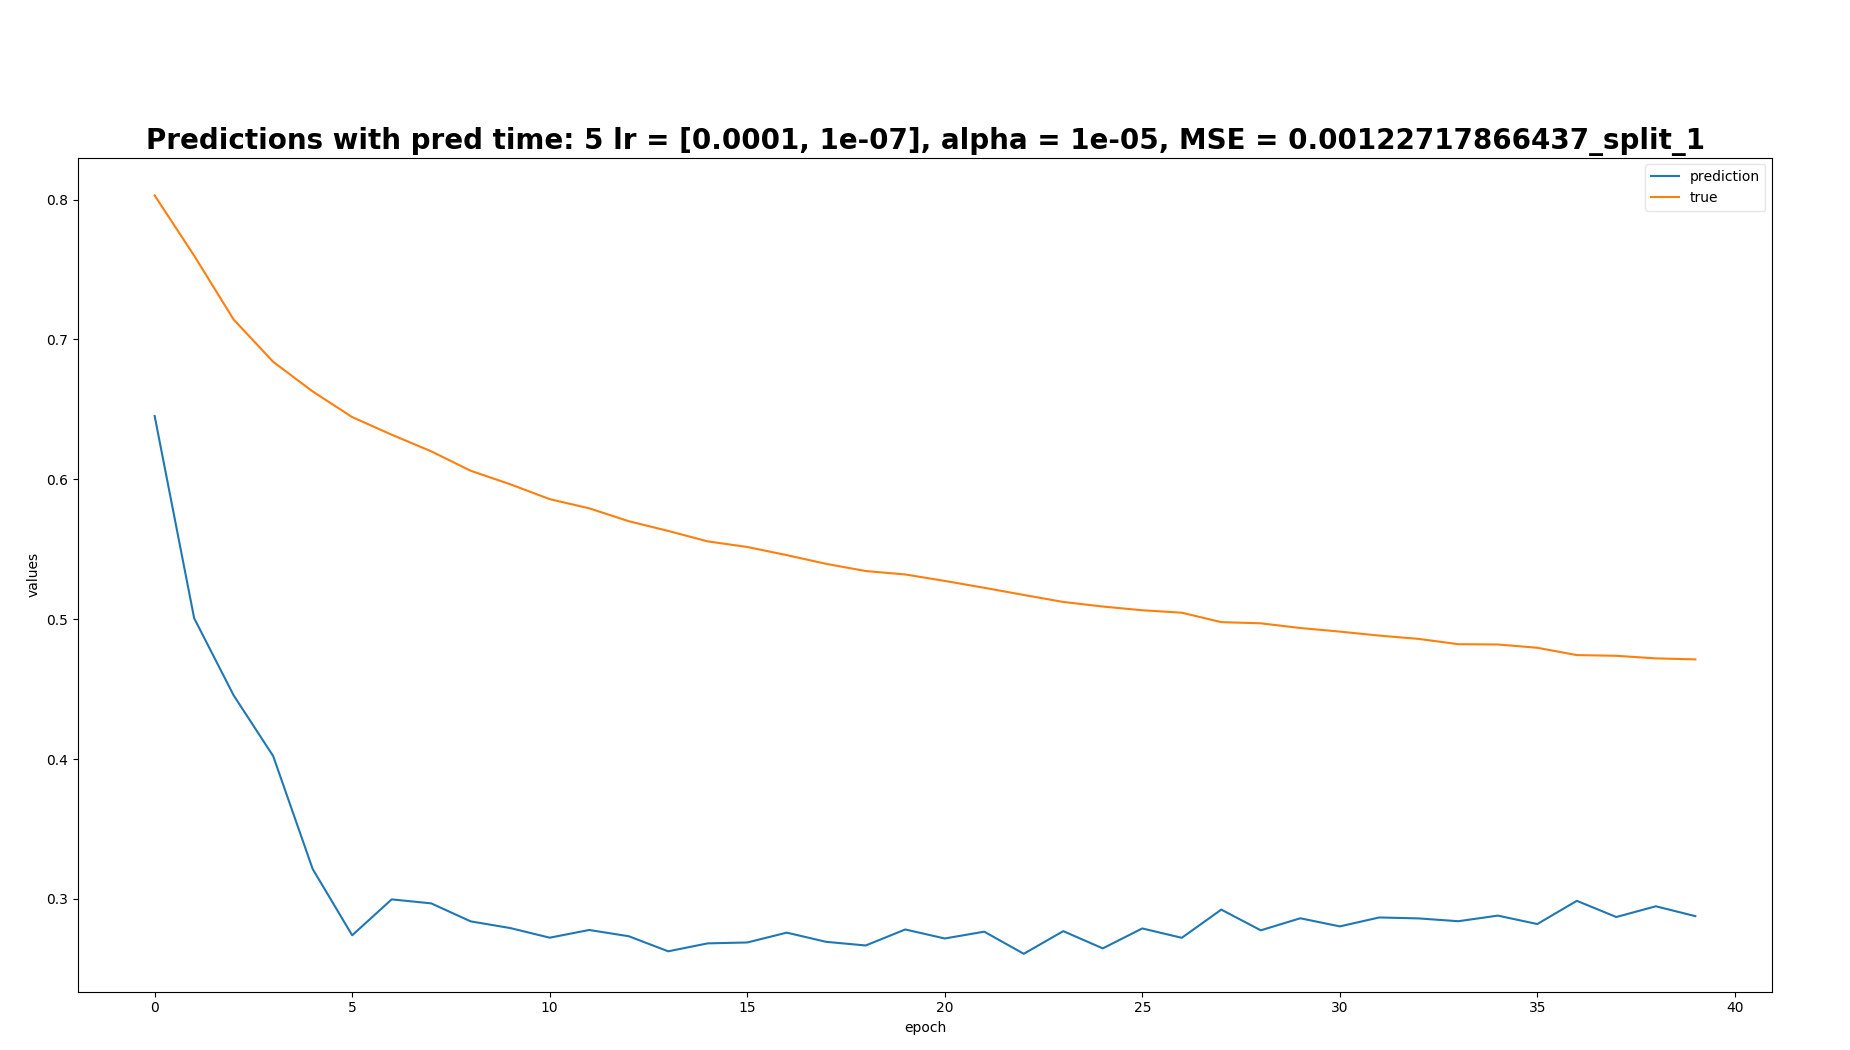 Predictions with pred time: 5 lr = [0.0001, 1e-07], alpha = 1e-05, MSE = 0.00122717866437_split_1
prediction
true
values
0.8
0.7
0.6
0.5
0.4
0.3
0 5 10 15 20 25 30 35 40
epoch